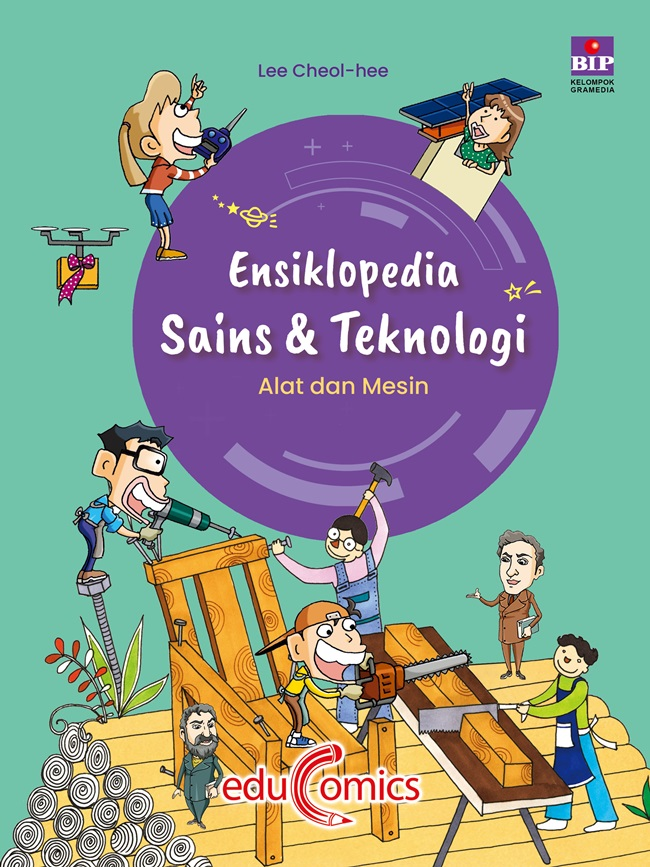 Lee Cheol-hee
BIP
KELOMPOK
GRAMEDIA
Ensiklopedia
Sains & Teknologi
Alat dan Mesin
eduComics